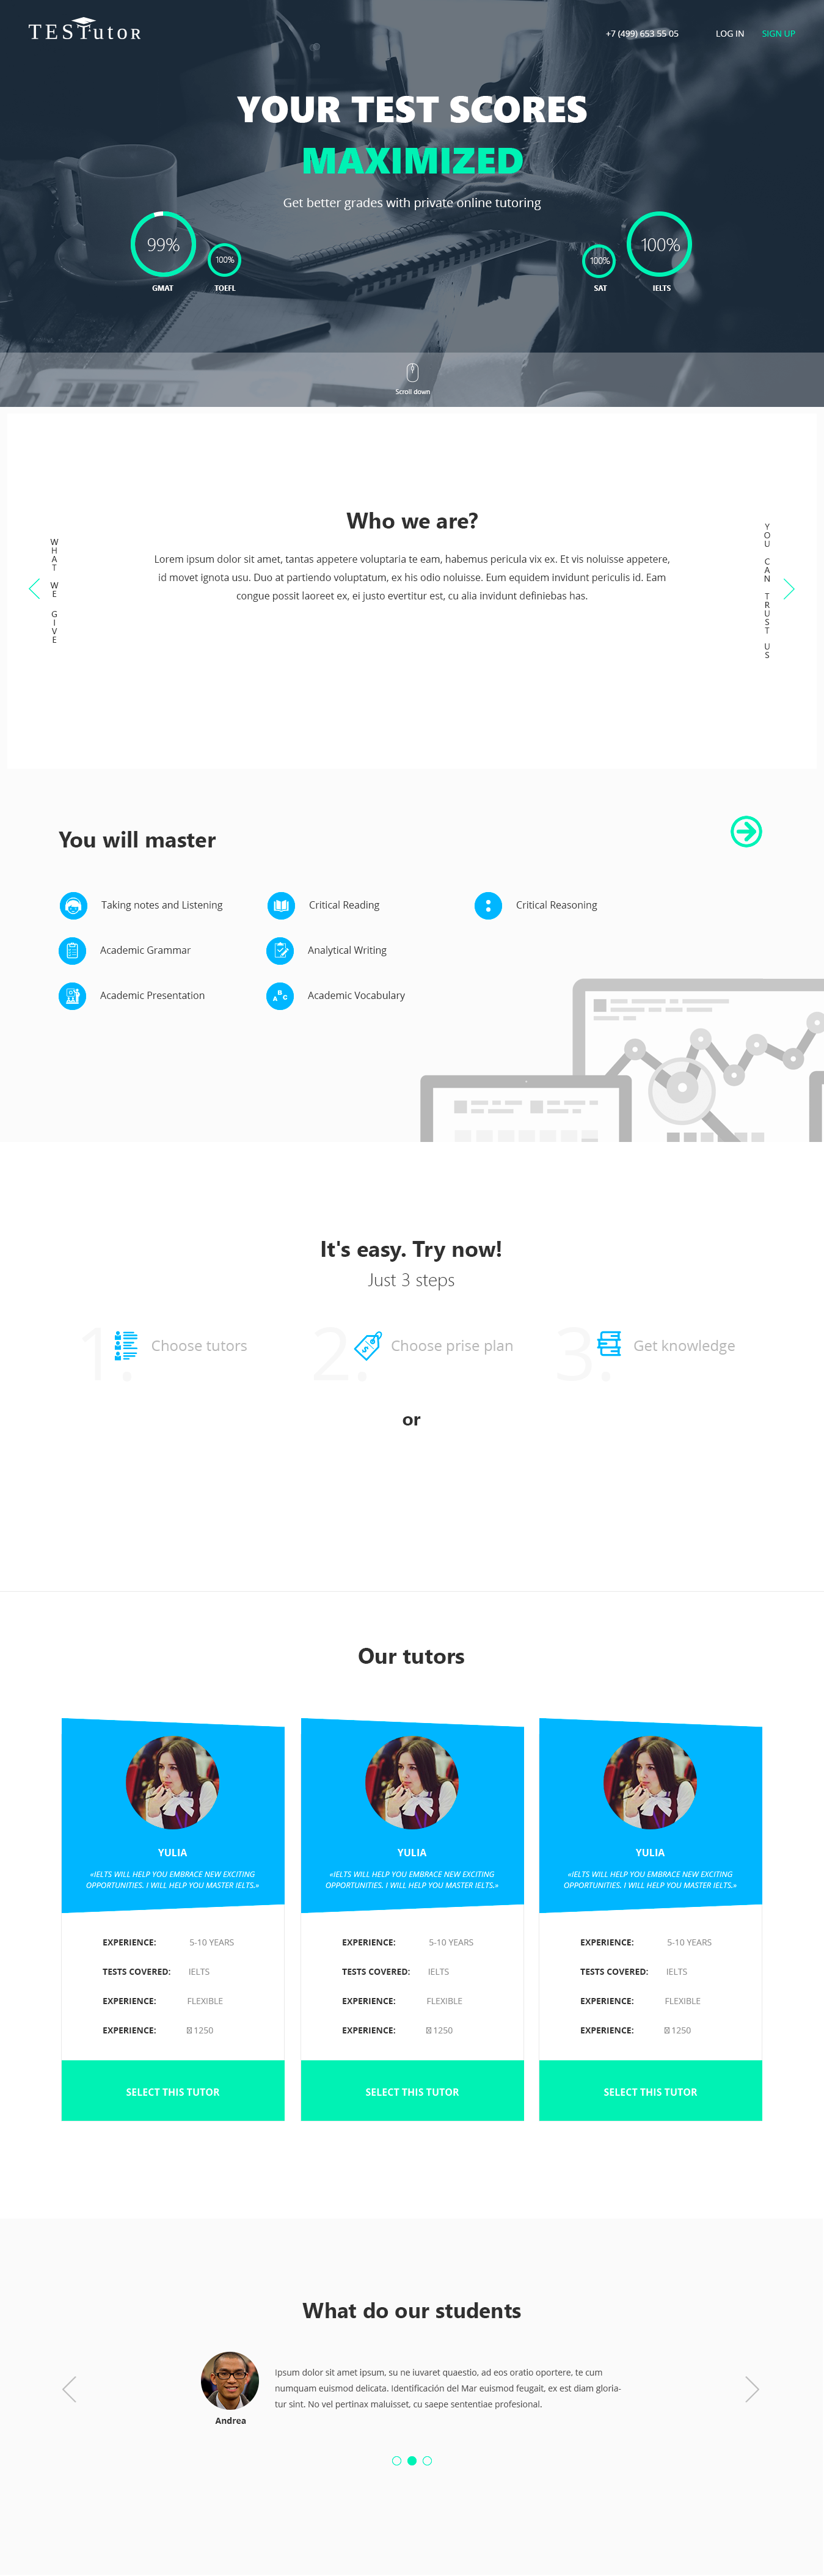 TESTutor
+7 (499) 653 55 05
LOG IN
SIGN UP
YOUR TEST SCORES
MAXIMIZED
Get better grades with private online tutoring
99%
100%
100%
100%
GMAT
TOEFL
SAT
IELTS
Scroll down
WHAT WE GIVE
Who we are?
Lorem ipsum dolor sit amet, tantas appetere voluptaria te eam, habemus pericula vix ex. Et vis noluisse appetere,
id movet ignota usu. Duo at partiendo voluptatum, ex his odio noluisse. Eum equidem invidunt periculis id. Eam
congue possit laoreet ex, ei justo evertitur est, cu alia invidunt definiebas has.
YOU CAN TRUST US
You will master
Taking notes and Listening
Critical Reading
Critical Reasoning
Academic Grammar
Analytical Writing
Academic Presentation
A B C
Academic Vocabulary
It's easy. Try now!
Just 3 steps
1.
Choose tutors
2.
$
Choose prise plan
3.
Get knowledge
or
Our tutors
YULIA
«IELTS WILL HELP YOU EMBRACE NEW EXCITING
OPPORTUNITIES. I WILL HELP YOU MASTER IELTS.»
EXPERIENCE: 5-10 YEARS
TESTS COVERED: IELTS
EXPERIENCE: FLEXIBLE
EXPERIENCE: 1250
SELECT THIS TUTOR
YULIA
«IELTS WILL HELP YOU EMBRACE NEW EXCITING
OPPORTUNITIES. I WILL HELP YOU MASTER IELTS.»
EXPERIENCE: 5-10 YEARS
TESTS COVERED: IELTS
EXPERIENCE: FLEXIBLE
EXPERIENCE: 1250
SELECT THIS TUTOR
YULIA
«IELTS WILL HELP YOU EMBRACE NEW EXCITING
OPPORTUNITIES. I WILL HELP YOU MASTER IELTS.»
EXPERIENCE: 5-10 YEARS
TESTS COVERED: IELTS
EXPERIENCE: FLEXIBLE
EXPERIENCE: 1250
SELECT THIS TUTOR
What do our students
Ipsum dolor sit amet ipsum, su ne iuvaret quaestio, ad eos oratio oportere, te cum
numquam euismod delicata. Identificación del Mar euismod feugait, ex est diam gloria-
tur sint. No vel pertinax maluisset, cu saepe sententiae profesional.
Andrea